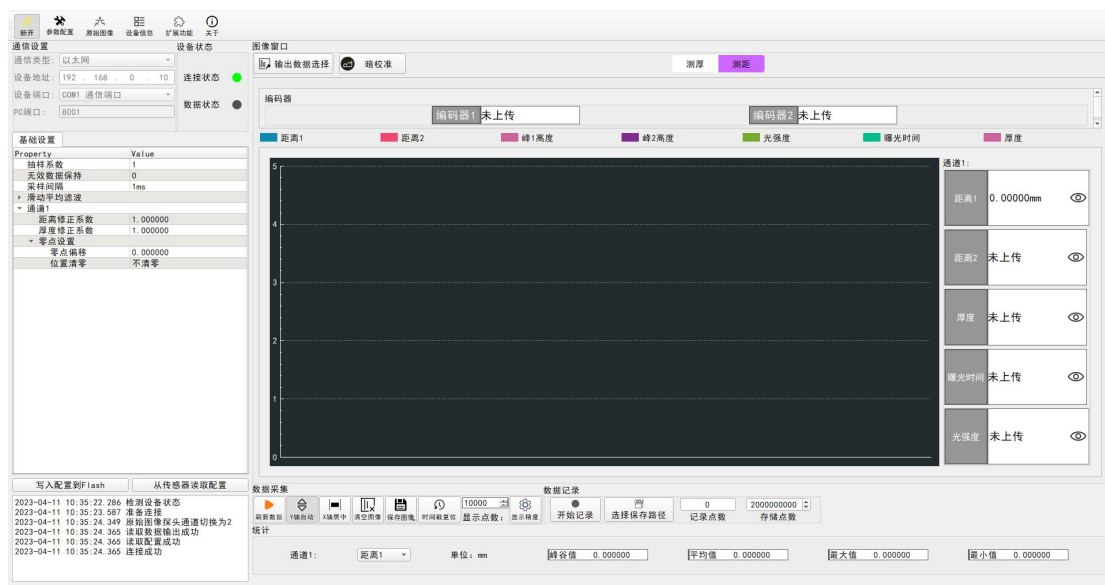 断开 参数配置 原始图像 设备信息 扩展功能 关于
通信设置 设备状态 图像窗口
通信类型: 以太网
设备地址: 192 . 168 . 0 . 10 连接状态
设备端口: COM1 通信端口
数据状态
PC端口: 8001
输出数据选择 暗校准 测厚 测距
编码器
编码器1 未上传 编码器2 未上传
距离1 距离2 峰1高度 峰2高度 光强度 曝光时间 厚度
基础设置
Property Value
抽样系数 1
无效数据保持 0
采样间隔 1ms
滑动平均滤波
通道1
距离修正系数 1.000000
厚度修正系数 1.000000
零点设置
零点偏移 0.000000
位置清零 不清零
5
4
3
2
1
0
通道1:
距离1 0.00000mm
距离2 未上传
厚度 未上传
曝光时间 未上传
光强度 未上传
写入配置到Flash 从传感器读取配置
2023-04-11 10:35:22.286 检测设备状态
2023-04-11 10:35:23.587 准备连接
2023-04-11 10:35:24.349 原始图像探头通道切换为2
2023-04-11 10:35:24.365 读取数据输出成功
2023-04-11 10:35:24.365 读取配置成功
2023-04-11 10:35:24.365 连接成功
数据采集 数据记录
刷新数据 Y轴自动 X轴居中 清空图像 保存图像 时间戳复位 10000 显示点数: 显示精度
开始记录 选择保存路径 0 记录点数 2000000000 存储点数
统计
通道1: 距离1 单位: mm 峰谷值 0.000000 平均值 0.000000 最大值 0.000000 最小值 0.000000